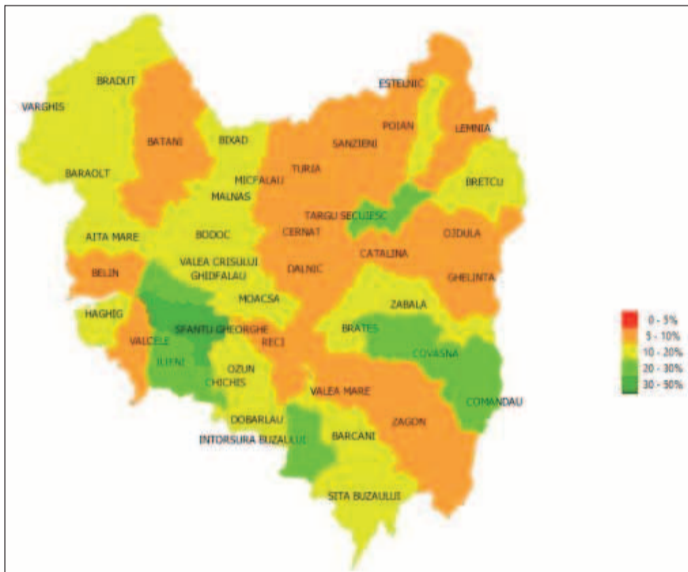 ESTELNIC
BRADUT
VARGHIS
POIAN
LEMNIA
BATANI
BIXAD
SANZIENI
TURIA
BARAOLT
MICFALAU
BRETCU
MALNAS
TARGU SECUIESC
AITA MARE
BODOC
CERNAT
OJDULA
CATALINA
VALEA CRISULUI
BELIN
GHIDFALAU
DALNIC
GHELINTA
MOACSA
ZABALA
HAGHIG
SFANTU GHEORGHE
BRATES
VALCELE
RECI
COVASNA
ILIENI
OZUN
CHICHIS
VALEA MARE
COMANDAU
DOBARLAU
ZAGON
INTORSURA BUZAULUI
BARCANI
SITA BUZAULUI
0 - 5%
5 - 10%
10 - 20%
20 - 30%
30 - 50%